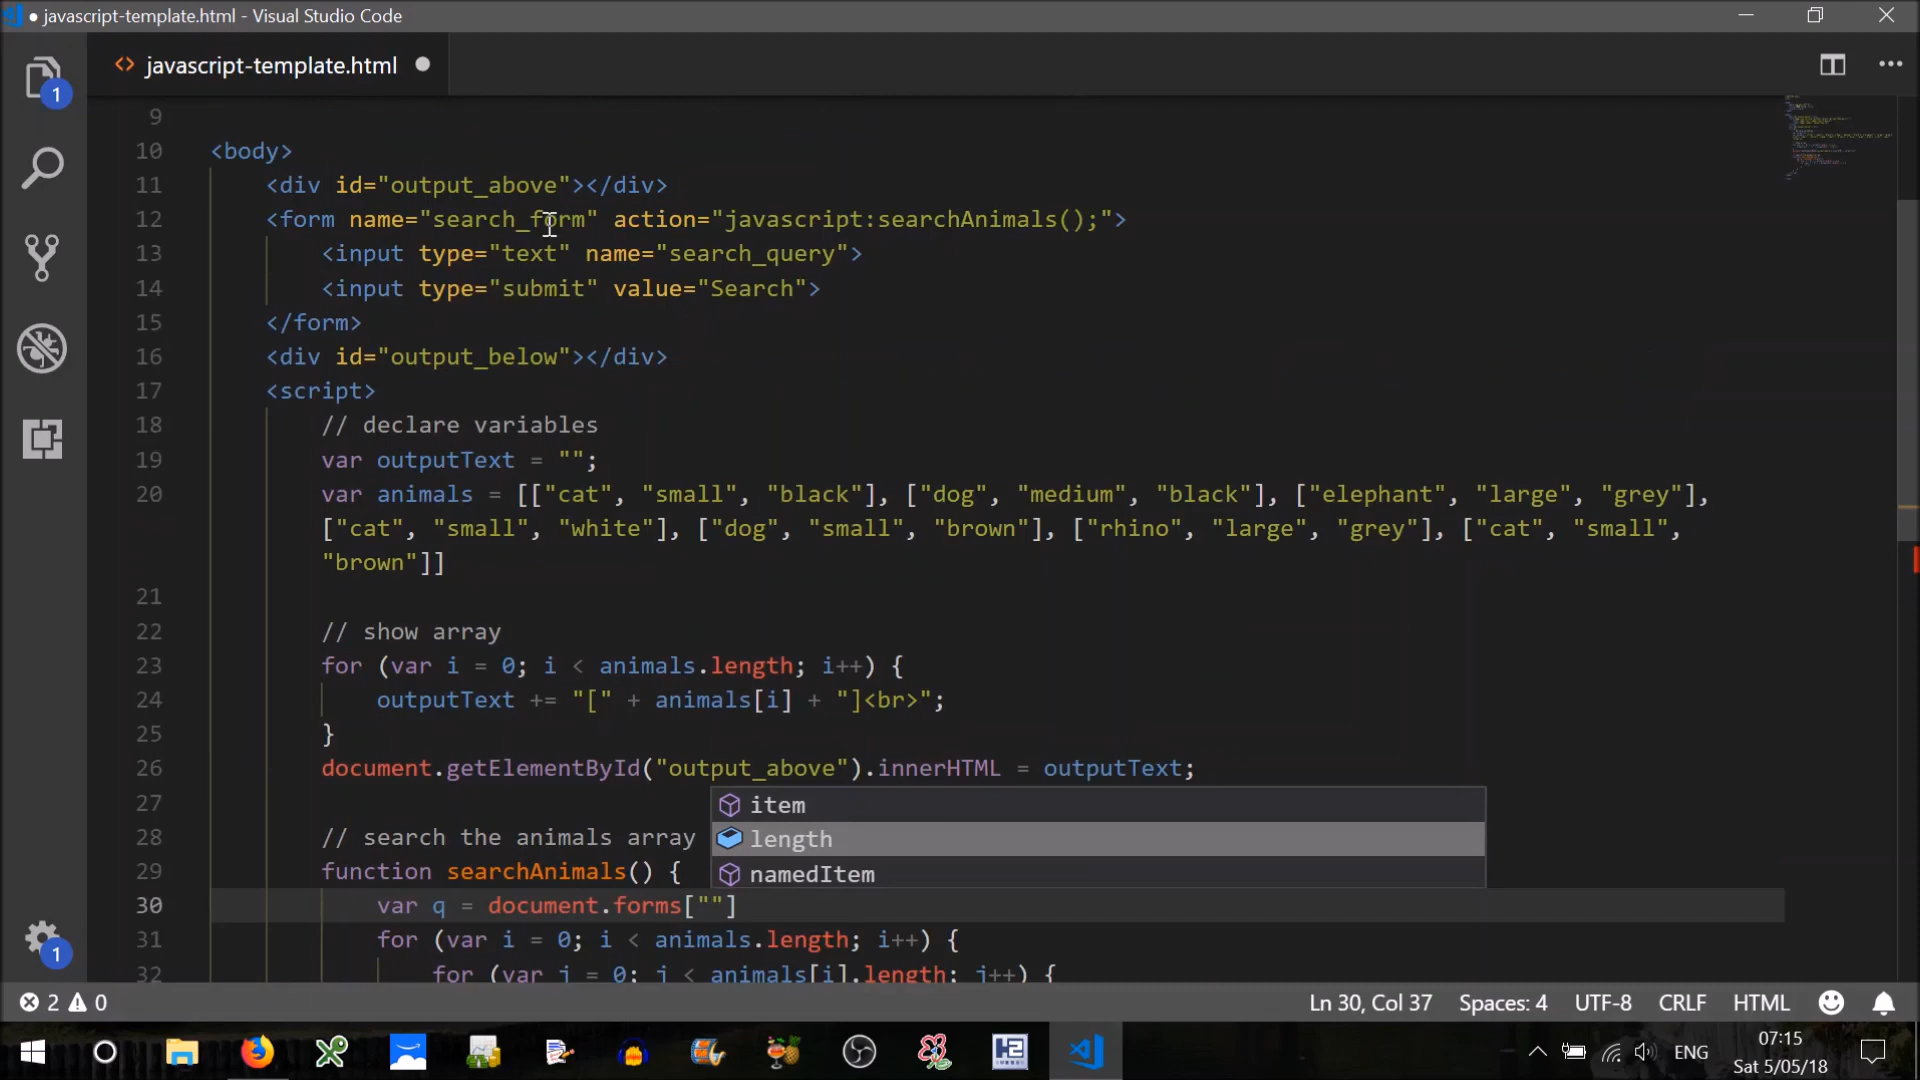 javascript-template.html - Visual Studio Code
javascript-template.html
1
9
10 <body>
11 <div id="output_above"></div>
12 <form name="search_form" action="javascript:searchAnimals();">
13 <input type="text" name="search_query">
14 <input type="submit" value="Search">
15 </form>
16 <div id="output_below"></div>
17 <script>
18 // declare variables
19 var outputText = "";
20 var animals = [["cat", "small", "black"], ["dog", "medium", "black"], ["elephant", "large", "grey"],
["cat", "small", "white"], ["dog", "small", "brown"], ["rhino", "large", "grey"], ["cat", "small",
"brown"]]
21
22 // show array
23 for (var i = 0; i < animals.length; i++) {
24 outputText += "[" + animals[i] + "]<br>";
25 }
26 document.getElementById("output_above").innerHTML = outputText;
27
item
28 // search the animals array
length
29 function searchAnimals() {
namedItem
30 var q = document.forms[""]
31 for (var i = 0; i < animals.length; i++) {
32 for (var j = 0; j < animals[i].length; j++) {
1
2 0
Ln 30, Col 37 Spaces: 4 UTF-8 CRLF HTML
ENG
07:15
Sat 5/05/18